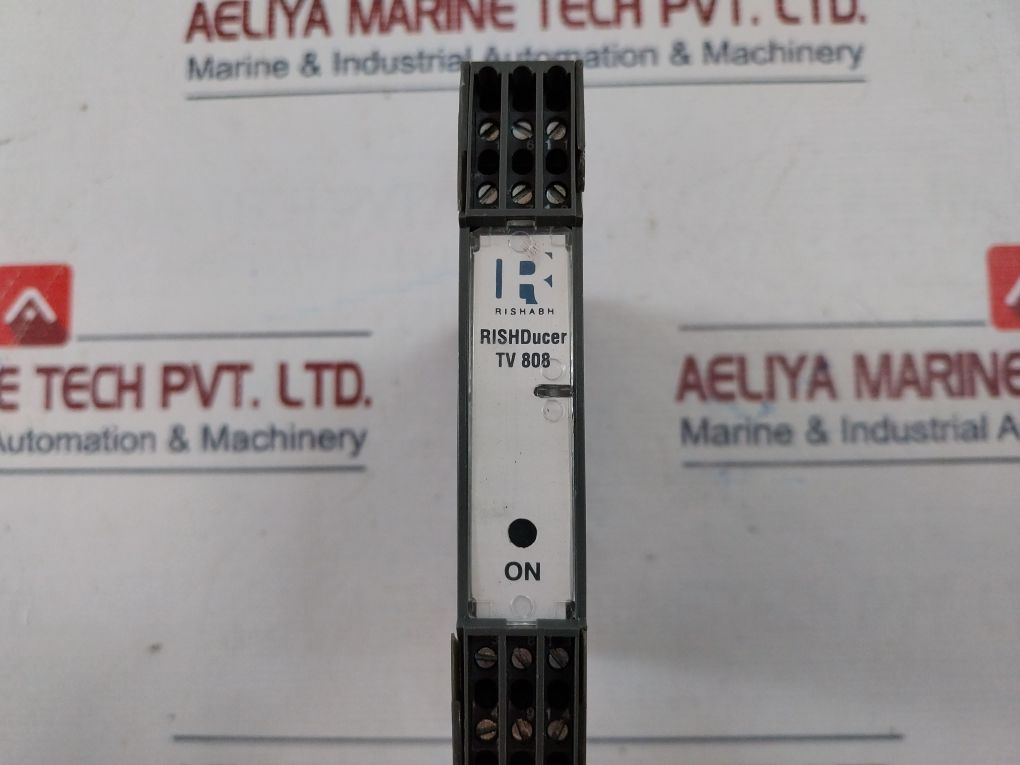 AELIYA MARINE TECH PVT. LTD.
Marine & Industrial Automation & Machinery
RISHABH
RISHDucer
TV 808
E TECH PVT. LTD.
Automation & Machinery
AELIYA MARINE
Marine & Industrial A
ON